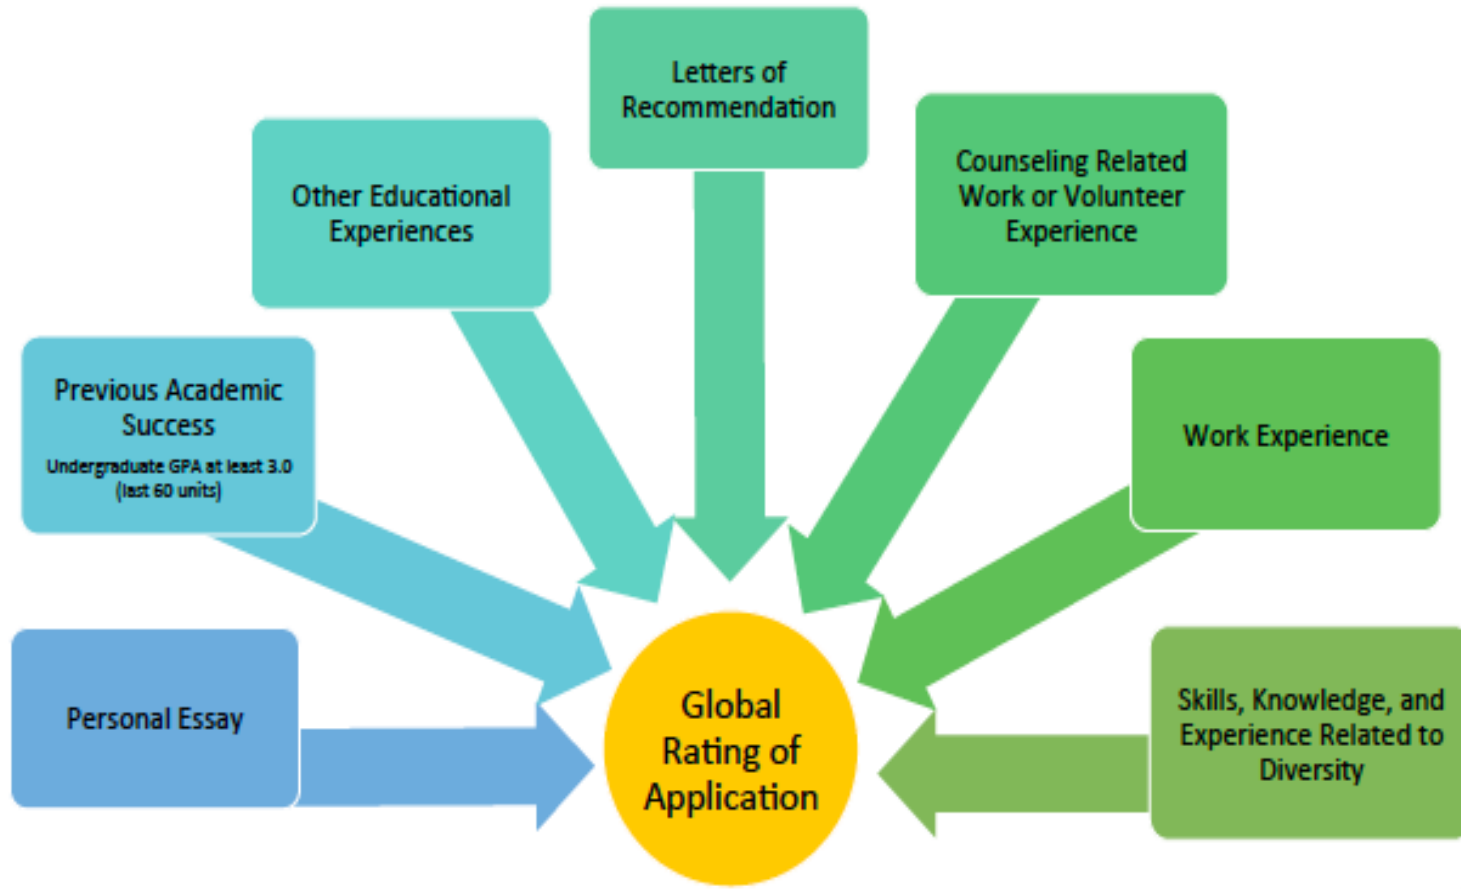 Letters of
Recommendation
Other Educational
Experiences
Counseling Related
Work or Volunteer
Experience
Previous Academic
Success
Undergraduate GPA at least 3.0
(last 60 units)
Work Experience
Personal Essay
Global
Rating of
Application
Skills, Knowledge, and
Experience Related to
Diversity